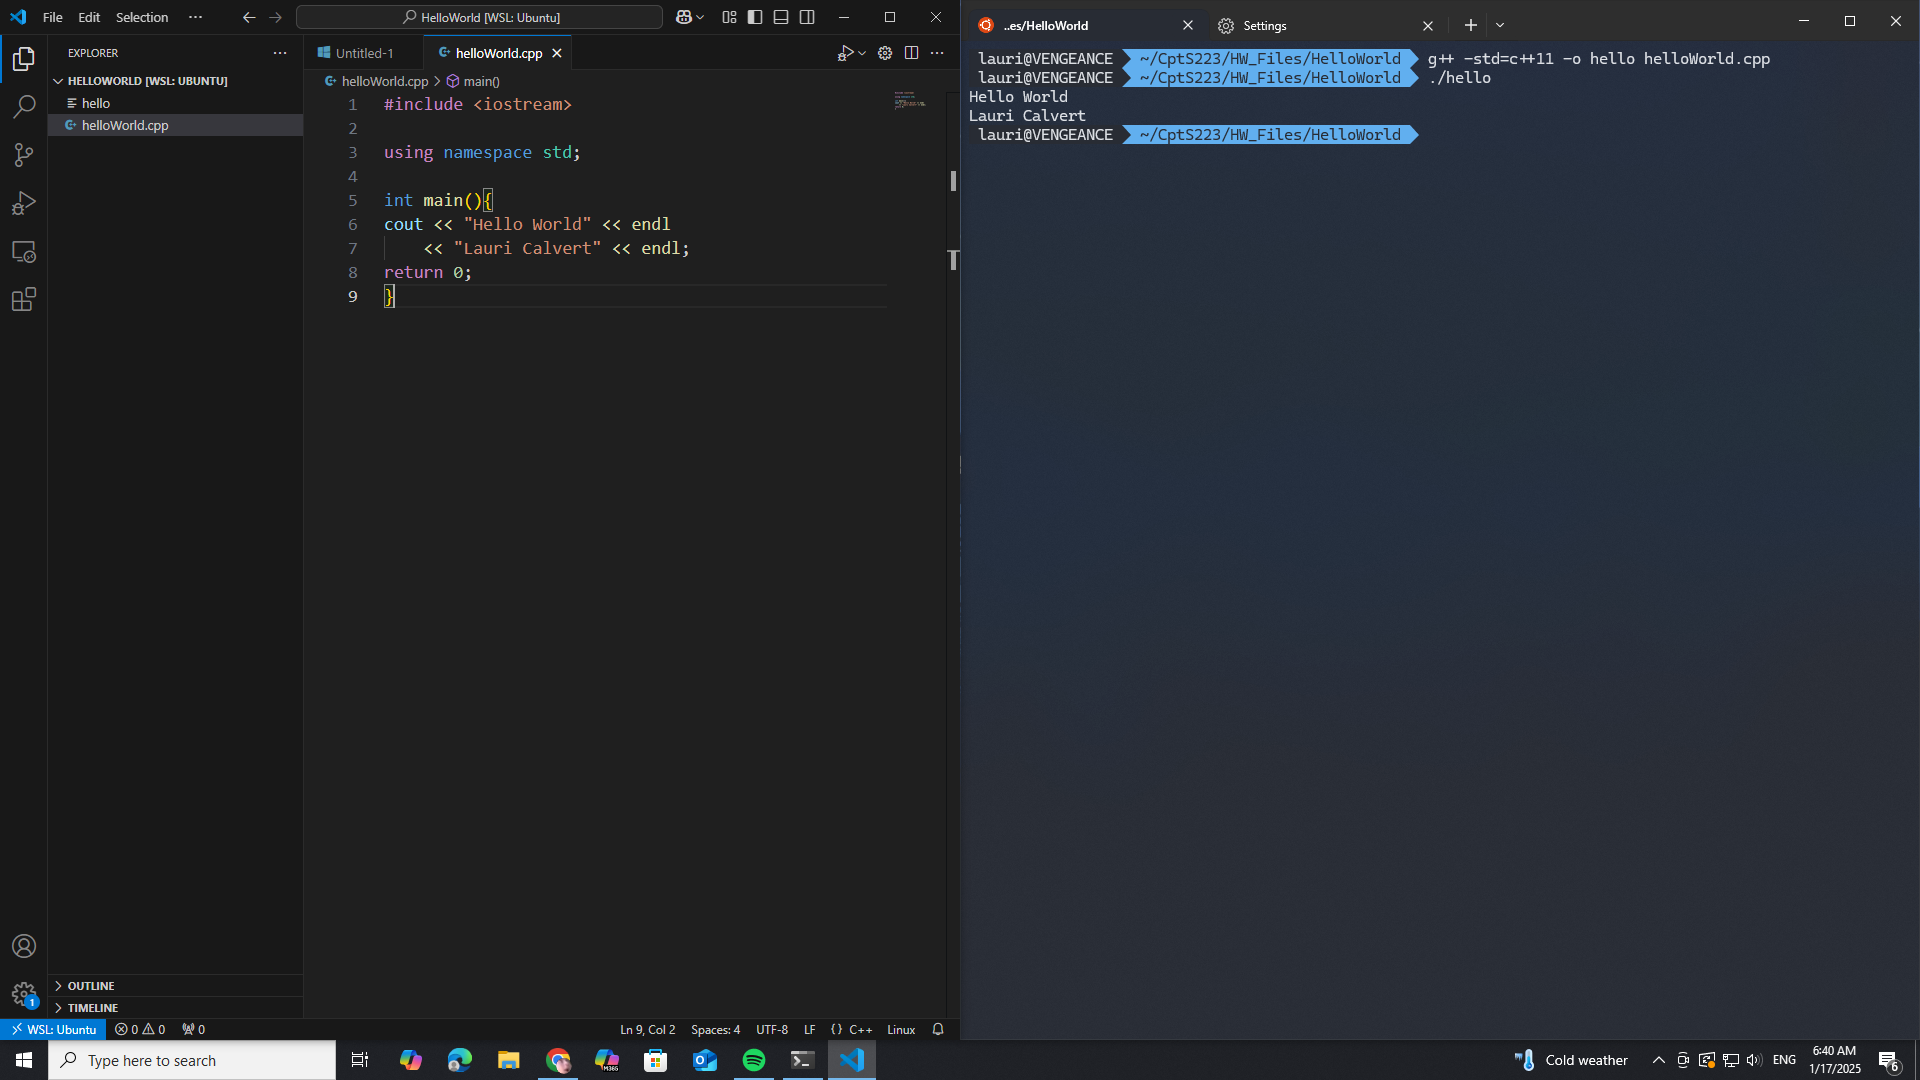 File Edit Selection ···
HelloWorld [WSL: Ubuntu]
EXPLORER
HELLOWORLD [WSL: UBUNTU]
hello
helloWorld.cpp
OUTLINE
TIMELINE
Untitled-1
helloWorld.cpp
helloWorld.cpp > main()
1 #include <iostream>
2
3 using namespace std;
4
5 int main(){
6 cout << "Hello World" << endl
7 << "Lauri Calvert" << endl;
8 return 0;
9 }
1
WSL: Ubuntu 0 0 0
Ln 9, Col 2 Spaces: 4 UTF-8 LF {} C++ Linux
..es/HelloWorld
Settings
lauri@VENGEANCE ~/CptS223/HW_Files/HelloWorld g++ -std=c++11 -o hello helloWorld.cpp
lauri@VENGEANCE ~/CptS223/HW_Files/HelloWorld ./hello
Hello World
Lauri Calvert
lauri@VENGEANCE ~/CptS223/HW_Files/HelloWorld
Type here to search
M365
Cold weather
ENG
6:40 AM
1/17/2025
6